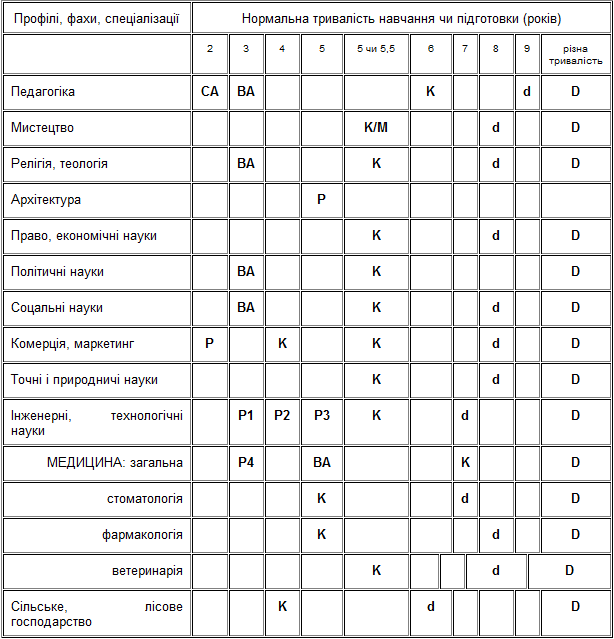 Профілі, фахи, спеціалізації Нормальна тривалість навчання чи підготовки (років)
2 3 4 5 5 чи 5,5 6 7 8 9 різна
тривалість
Педагогіка CA BA K d D
Мистецтво K/M d D
Релігія, теологія BA K d D
Архітектура P
Право, економічні науки K d D
Політичні науки BA K D
Соцальні науки BA K d D
Комерція, маркетинг P K K d D
Точні і природничі науки K d D
Інженерні, технологічні P1 P2 P3 K d D
науки
МЕДИЦИНА: загальна P4 BA K D
стоматологія K d D
фармакологія K d D
ветеринарія K d D
Сільське, лісове K d D
господарство